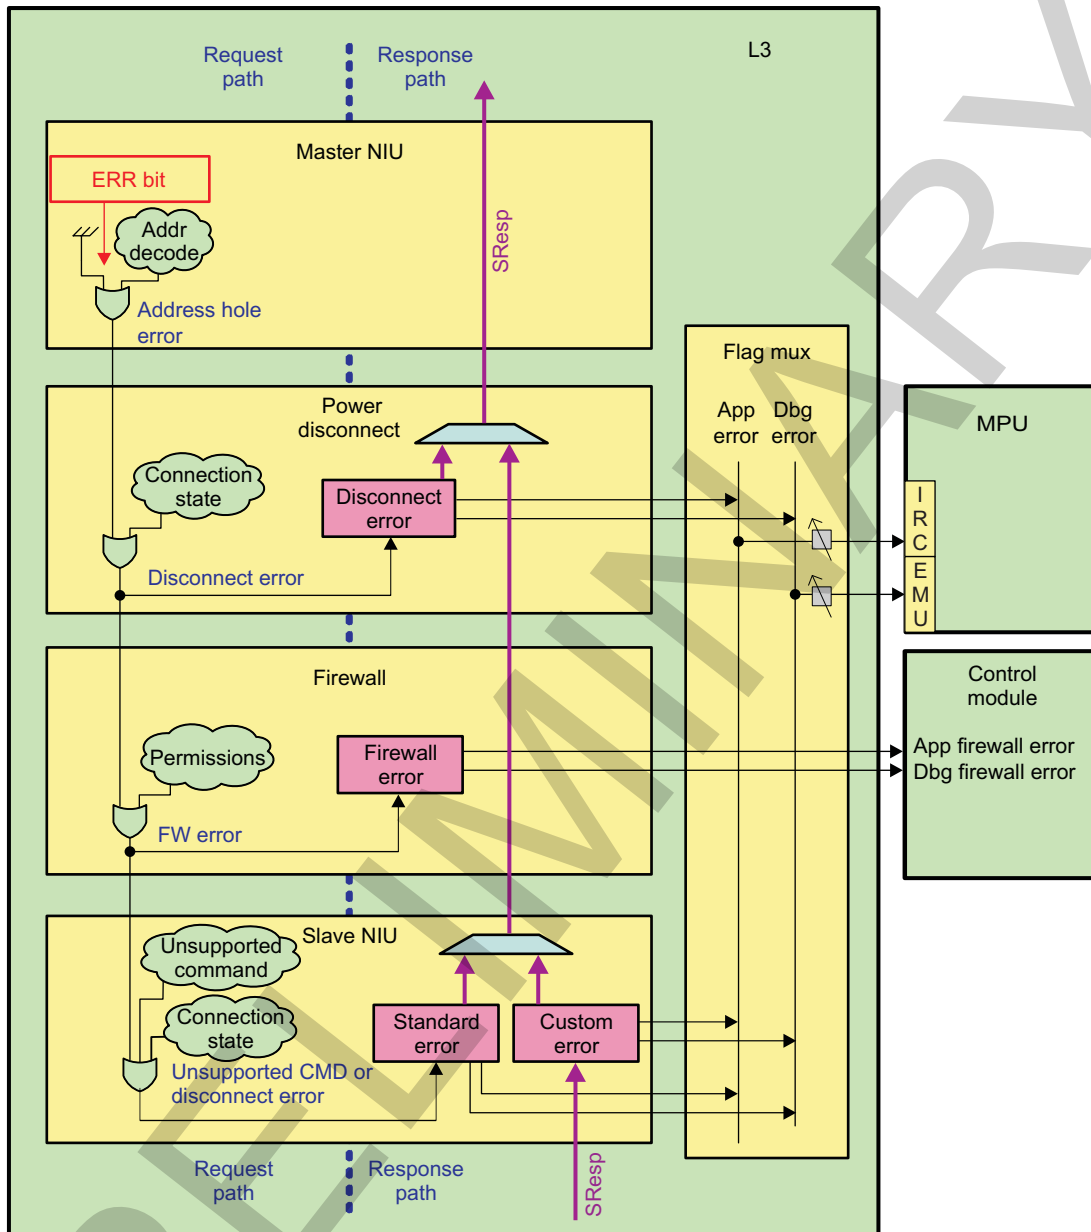 Request
path
Response
path
L3
Master NIU
ERR bit
Addr
decode
SResp
Address hole
error
Flag mux
App
error
Dbg
error
Power
disconnect
MPU
Connection
state
Disconnect
error
I
R
C
E
M
U
Disconnect error
Firewall
Control
module
Permissions
Firewall
error
App firewall error
Dbg firewall error
FW error
Slave NIU
Unsupported
command
Connection
state
Standard
error
Custom
error
Unsupported CMD or
disconnect error
Request
path
Response
path
SResp
PRELIMINARY